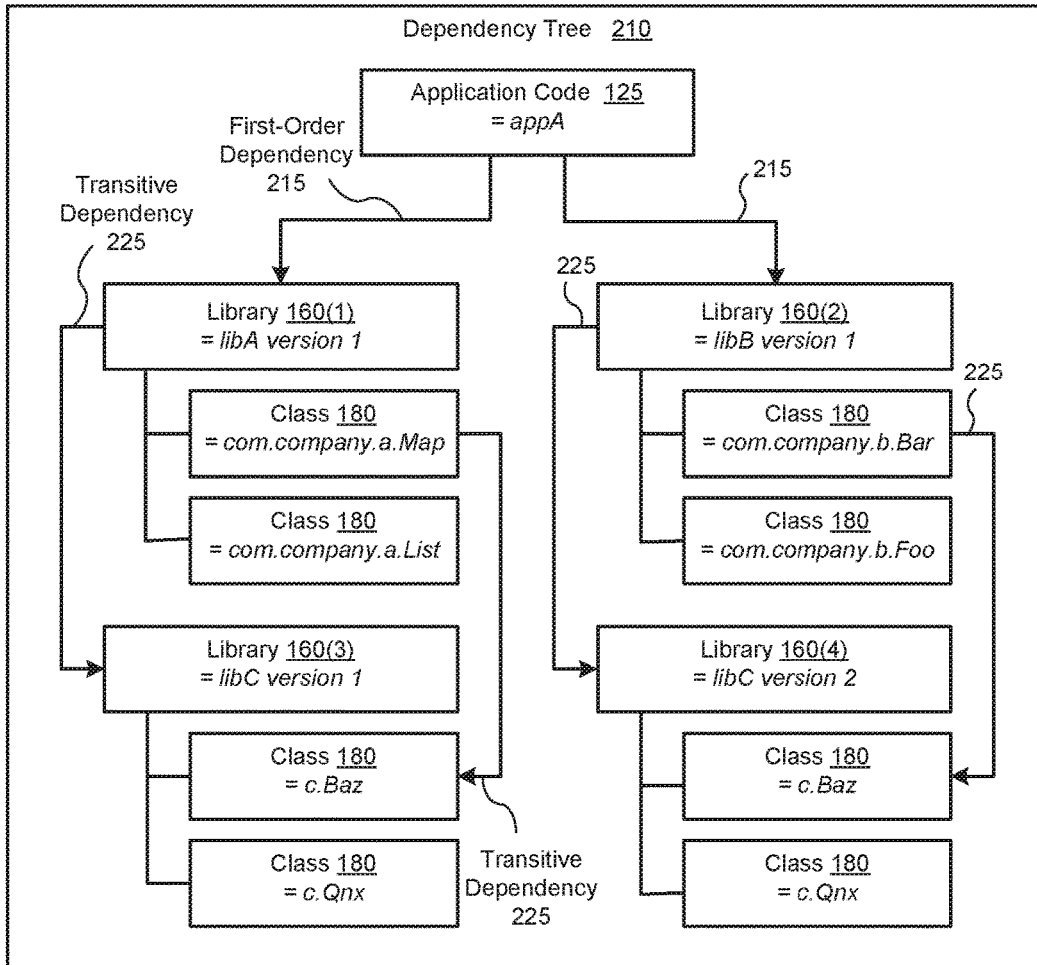 Dependency Tree 210
Application Code 125
= appA
First-Order
Dependency
215
215
Transitive
Dependency
225
225
Library 160(1)
= libA version 1
Library 160(2)
= libB version 1
225
Class 180
= com.company.a.Map
Class 180
= com.company.b.Bar
Class 180
= com.company.a.List
Class 180
= com.company.b.Foo
Library 160(3)
= libC version 1
Library 160(4)
= libC version 2
Class 180
= c.Baz
Class 180
= c.Baz
Class 180
= c.Qnx
Transitive
Dependency
225
Class 180
= c.Qnx